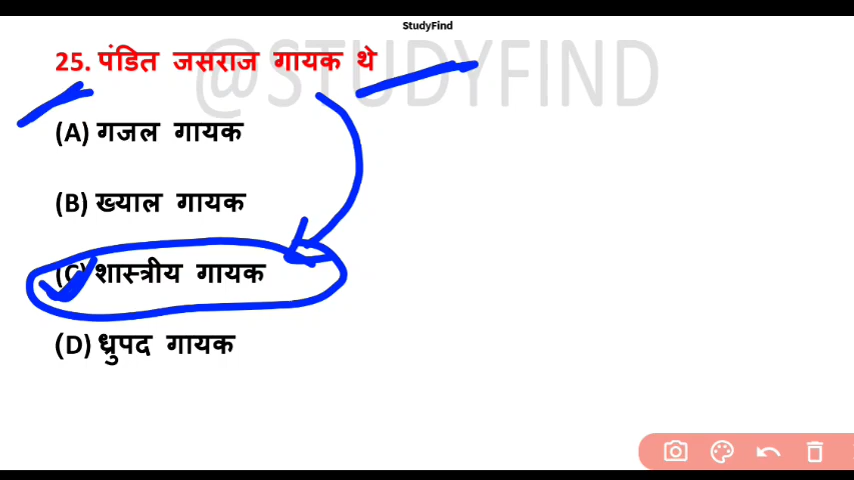 StudyFind
@STUDYFIND
25. पंडित जसराज गायक थे
(A) गजल गायक
(B) ख्याल गायक
(C) शास्त्रीय गायक
(D) ध्रुपद गायक